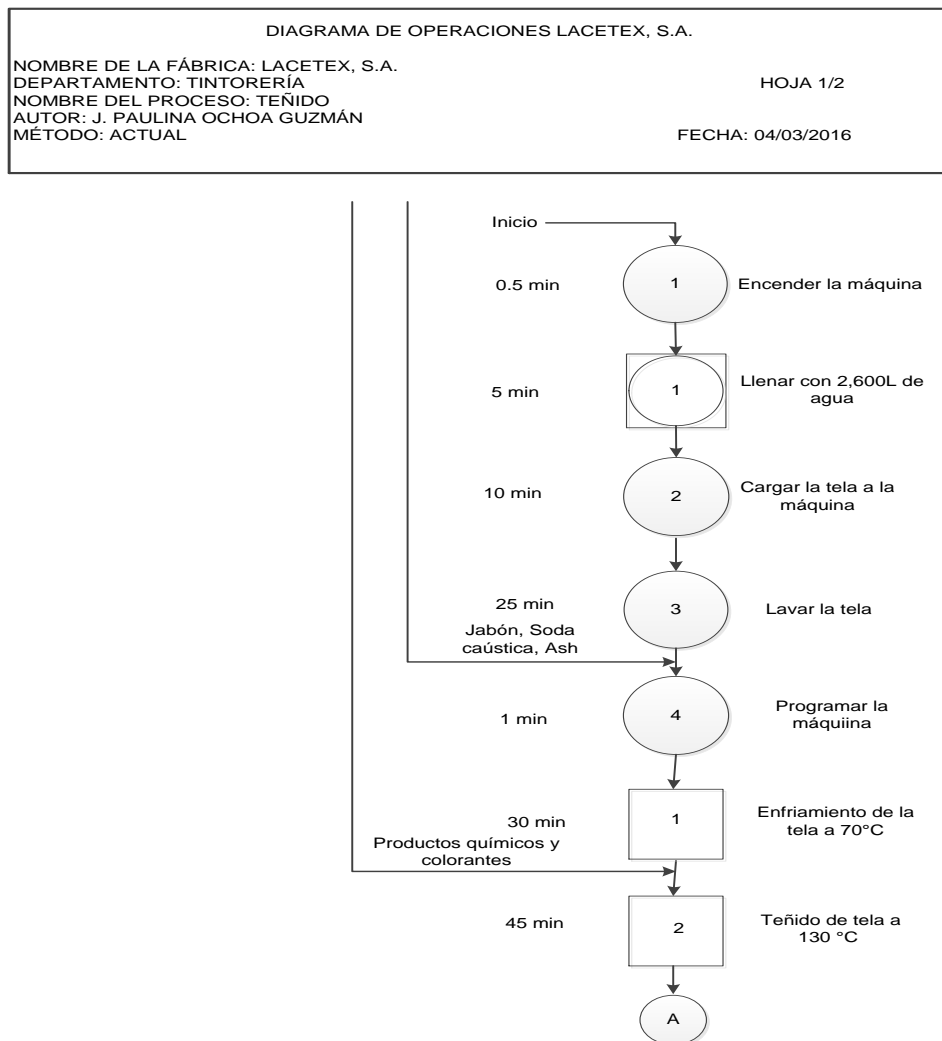 DIAGRAMA DE OPERACIONES LACETEX, S.A.
NOMBRE DE LA FÁBRICA: LACETEX, S.A.
DEPARTAMENTO: TINTORERÍA
HOJA 1/2
NOMBRE DEL PROCESO: TEÑIDO
AUTOR: J. PAULINA OCHOA GUZMÁN
MÉTODO: ACTUAL
FECHA: 04/03/2016
Inicio
0.5 min
1
Encender la máquina
5 min
1
Llenar con 2,600L de
agua
10 min
2
Cargar la tela a la
máquina
25 min
3
Lavar la tela
Jabón, Soda
caústica, Ash
1 min
4
Programar la
máquiina
30 min
1
Enfriamiento de la
tela a 70°C
Productos químicos y
colorantes
45 min
2
Teñido de tela a
130 °C
A